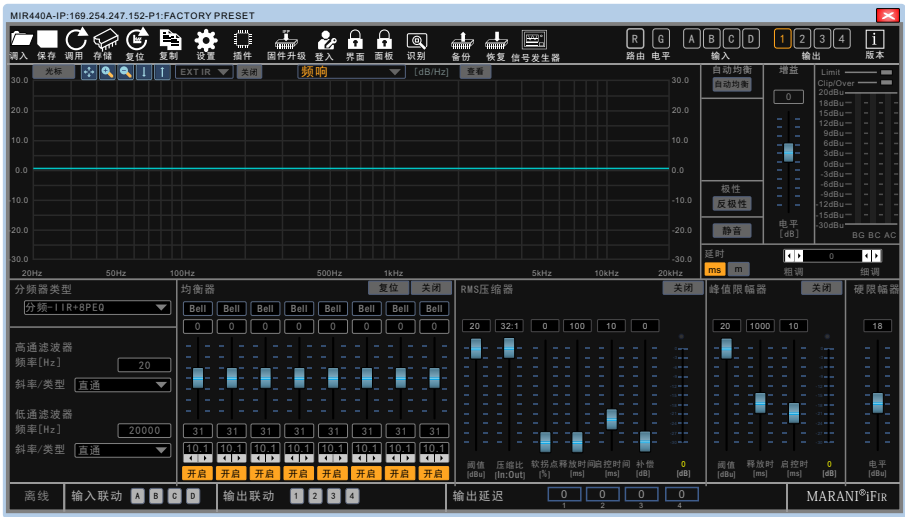 MIR440A-IP:169.254.247.152-P1:FACTORY PRESET
调入 保存 调用 存储 复位 复制 设置 插件 固件升级 登入 界面 面板 识别 备份 恢复 信号发生器
R G A B C D 1 2 3 4 i
路由 电平 输入 输出 版本
光标 EXT IR 关闭 频响 [dB/Hz] 查看
30.0 20.0 10.0 0.0 -10.0 -20.0 -30.0
30.0 20.0 10.0 0.0 -10.0 -20.0 -30.0
20Hz 50Hz 100Hz 500Hz 1kHz 5kHz 10kHz 20kHz
自动均衡
自动均衡
极性
反极性
静音
增益
0
电平
[dB]
Limit
Clip/Over
20dBu
18dBu
15dBu
12dBu
9dBu
6dBu
3dBu
0dBu
-3dBu
-6dBu
-9dBu
-12dBu
-15dBu
-30dBu
BG BC AC
延时
ms m
0
粗调 细调
分频器类型
分频-IIR+8PEQ
高通滤波器
频率[Hz] 20
斜率/类型 直通
低通滤波器
频率[Hz] 20000
斜率/类型 直通
均衡器 复位 关闭
Bell Bell Bell Bell Bell Bell Bell Bell
0 0 0 0 0 0 0 0
31 31 31 31 31 31 31 31
10.1 10.1 10.1 10.1 10.1 10.1 10.1 10.1
开启 开启 开启 开启 开启 开启 开启 开启
RMS压缩器 关闭
20 32:1 0 100 10 0
阈值 压缩比 软拐点 释放时间 启控时间 补偿 0
[dBu] [In:Out] [%] [ms] [ms] [dB] [dB]
峰值限幅器 关闭
20 1000 10
阈值 释放时 启控时 0
[dBu] [ms] [ms] [dB]
硬限幅器
18
电平
[dBu]
离线 输入联动 A B C D 输出联动 1 2 3 4 输出延迟 0 0 0 0 MARANI®iFIR
1 2 3 4